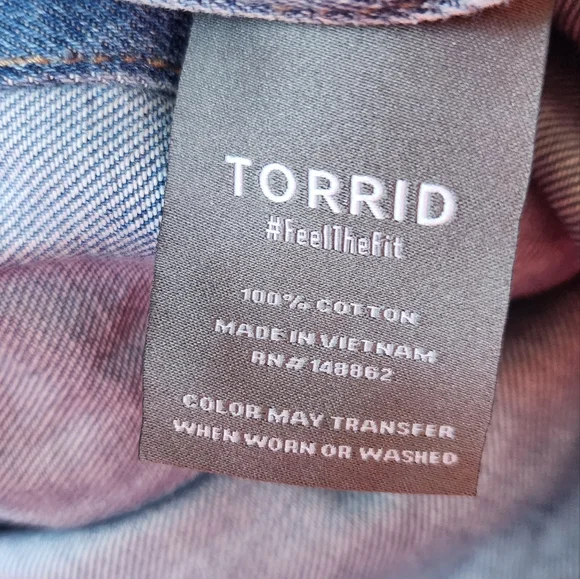 TORRID
#FeelTheFit
100% COTTON
MADE IN VIETNAM
RN# 148862
COLOR MAY TRANSFER
WHEN WORN OR WASHED